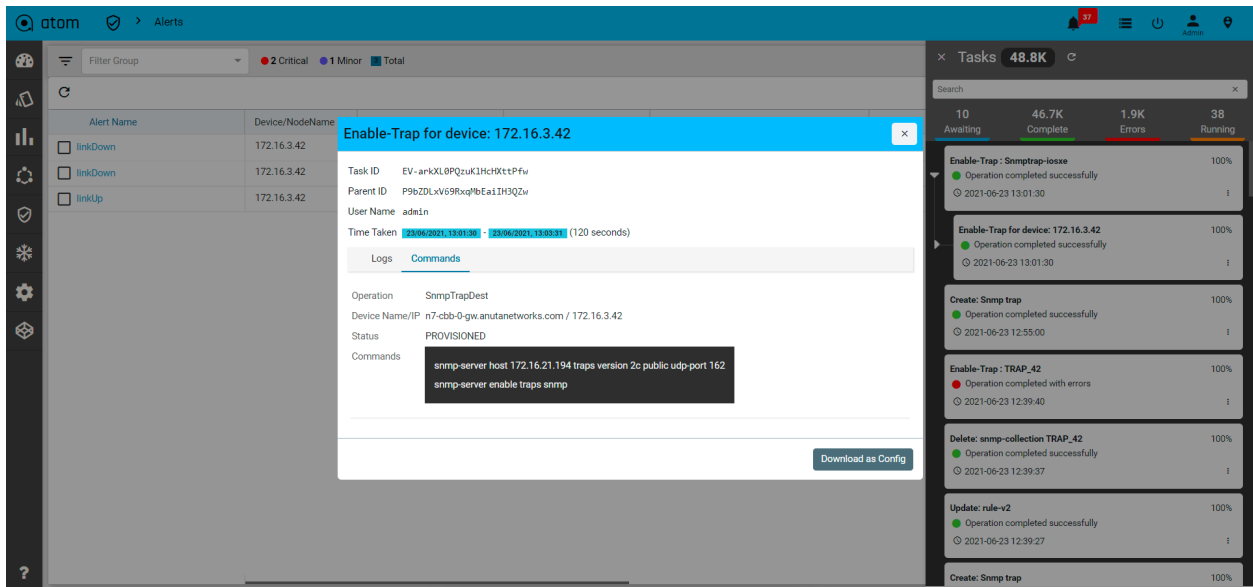 atom > Alerts
37
Admin
Filter Group
2 Critical 1 Minor 3 Total
Alert Name Device/NodeName
linkDown 172.16.3.42
linkDown 172.16.3.42
linkUp 172.16.3.42
Enable-Trap for device: 172.16.3.42 ×
Task ID EV-arkXL0PQzuKlHcHXttPfw
Parent ID P9bZDLxV69RxqMbEaiIH3QZw
User Name admin
Time Taken 23/06/2021, 13:01:30 - 23/06/2021, 13:03:31 (120 seconds)
Logs Commands
Operation SnmpTrapDest
Device Name/IP n7-cbb-0-gw.anutanetworks.com / 172.16.3.42
Status PROVISIONED
Commands
snmp-server host 172.16.21.194 traps version 2c public udp-port 162
snmp-server enable traps snmp
Download as Config
× Tasks 48.8K
Search ×
10 46.7K 1.9K 38
Awaiting Complete Errors Running
Enable-Trap : Snmptrap-iosxe 100%
Operation completed successfully
2021-06-23 13:01:30
Enable-Trap for device: 172.16.3.42 100%
Operation completed successfully
2021-06-23 13:01:30
Create: Snmp trap 100%
Operation completed successfully
2021-06-23 12:55:00
Enable-Trap : TRAP_42 100%
Operation completed with errors
2021-06-23 12:39:40
Delete: snmp-collection TRAP_42 100%
Operation completed successfully
2021-06-23 12:39:37
Update: rule-v2 100%
Operation completed successfully
2021-06-23 12:39:27
Create: Snmp trap 100%
?